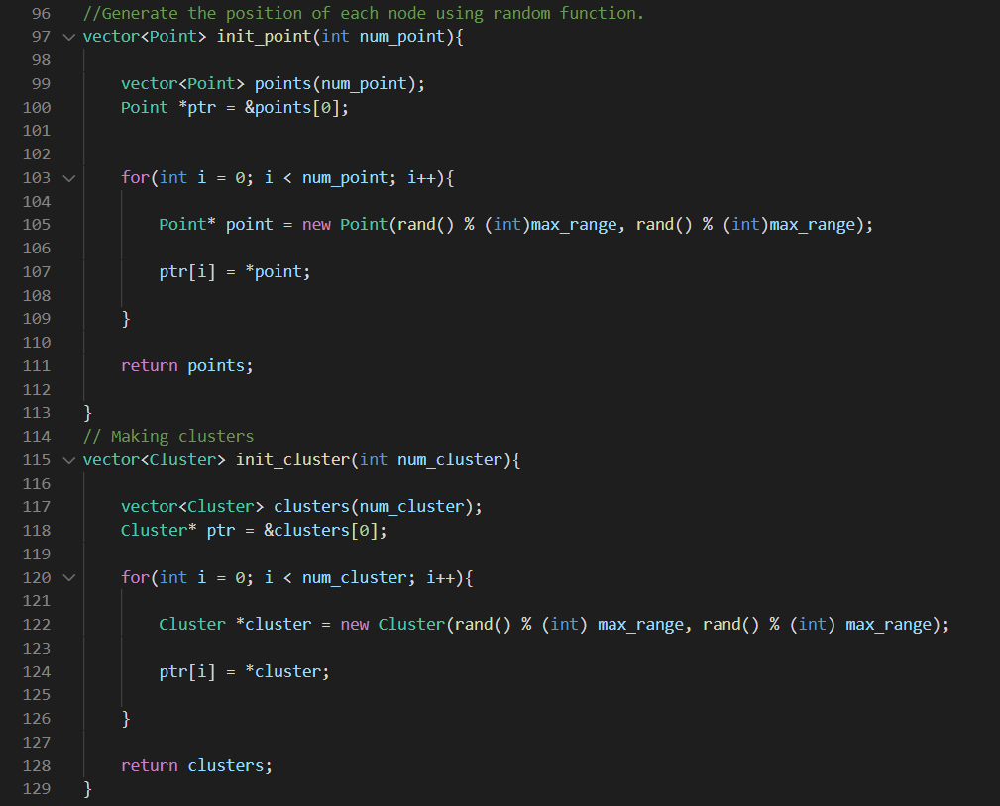 96 //Generate the position of each node using random function.
97 vector<Point> init_point(int num_point){
98
99 vector<Point> points(num_point);
100 Point *ptr = &points[0];
101
102
103 for(int i = 0; i < num_point; i++){
104
105 Point* point = new Point(rand() % (int)max_range, rand() % (int)max_range);
106
107 ptr[i] = *point;
108
109 }
110
111 return points;
112
113 }
114 // Making clusters
115 vector<Cluster> init_cluster(int num_cluster){
116
117 vector<Cluster> clusters(num_cluster);
118 Cluster* ptr = &clusters[0];
119
120 for(int i = 0; i < num_cluster; i++){
121
122 Cluster *cluster = new Cluster(rand() % (int) max_range, rand() % (int) max_range);
123
124 ptr[i] = *cluster;
125
126 }
127
128 return clusters;
129 }